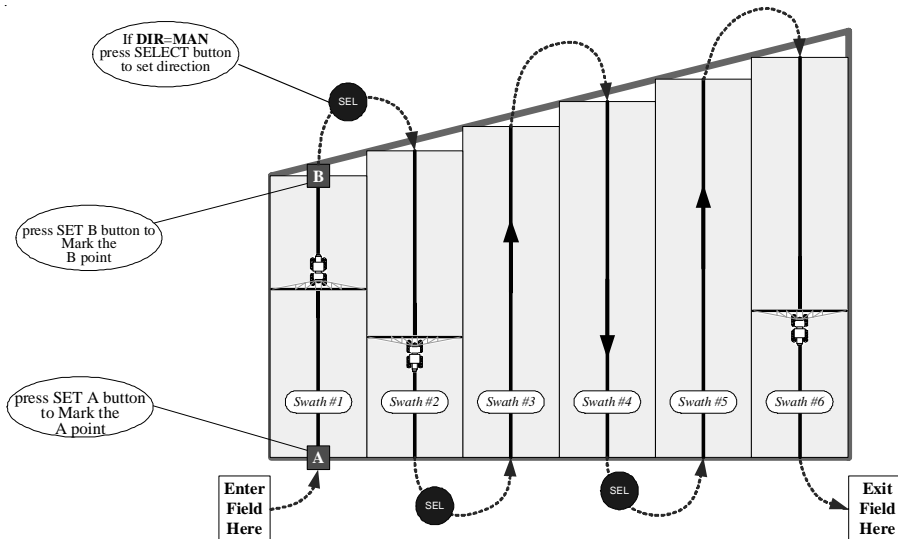 If DIR=MAN
press SELECT button
to set direction
SEL
B
press SET B button to
Mark the
B point
press SET A button
to Mark the
A point
Swath #1
Swath #2
Swath #3
Swath #4
Swath #5
Swath #6
A
Enter
Field
Here
SEL
SEL
Exit
Field
Here